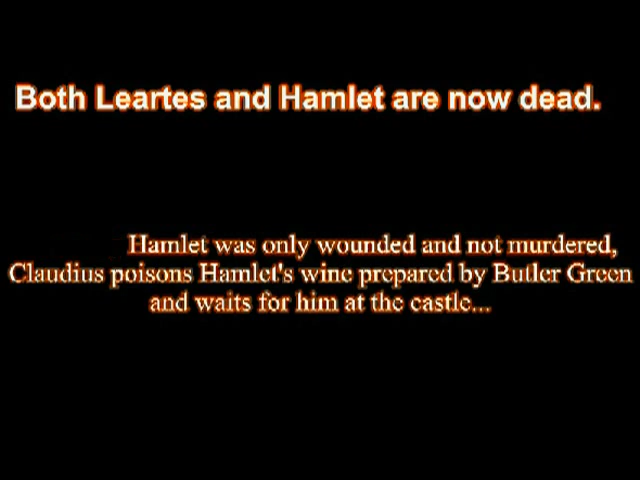 Both Leartes and Hamlet are now dead.
Hamlet was only wounded and not murdered,
Claudius poisons Hamlet's wine prepared by Butler Green
and waits for him at the castle...